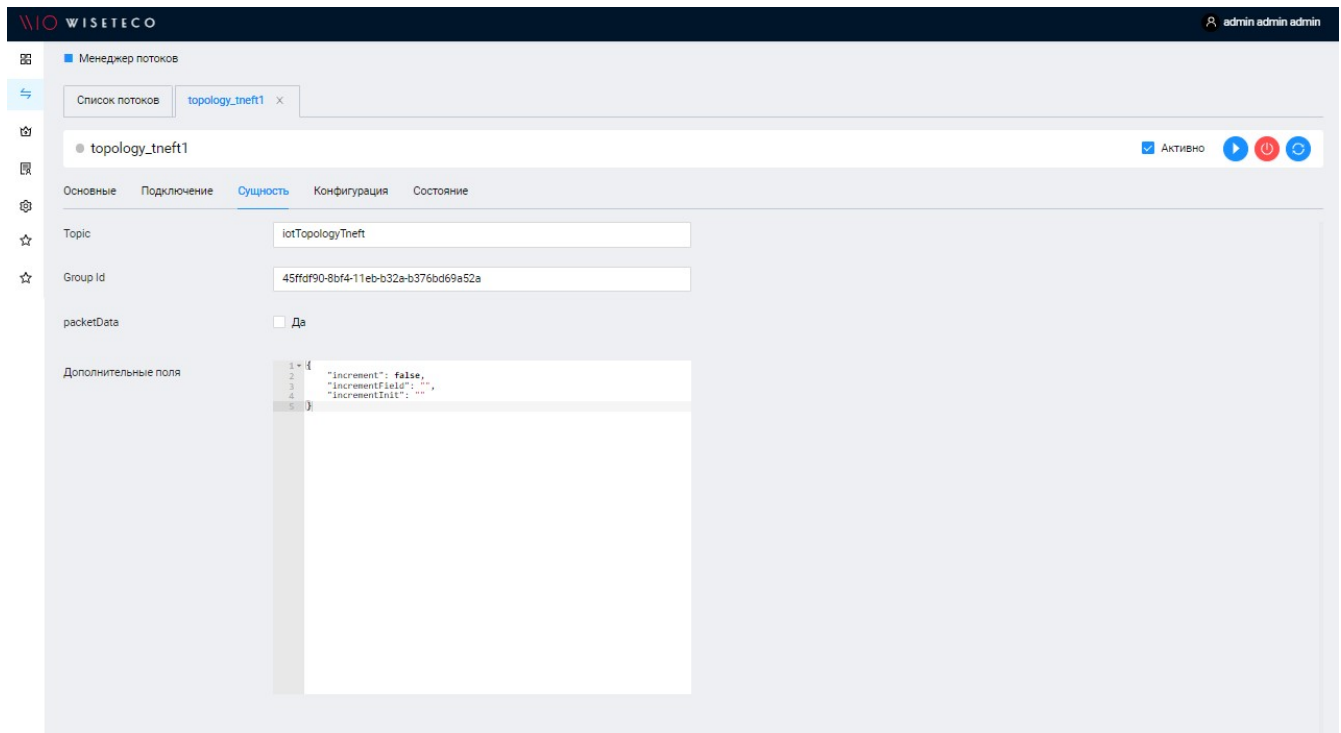 WISETECO
admin admin admin
Менеджер потоков
Список потоков
topology_tneft1
topology_tneft1
Активно
Основные
Подключение
Сущность
Конфигурация
Состояние
Topic
iotTopologyTneft
Group Id
45ffdf90-8bf4-11eb-b32a-b376bd69a52a
packetData
Да
Дополнительные поля
1 {
2 "increment": false,
3 "incrementField": "",
4 "incrementInit": ""
5 }